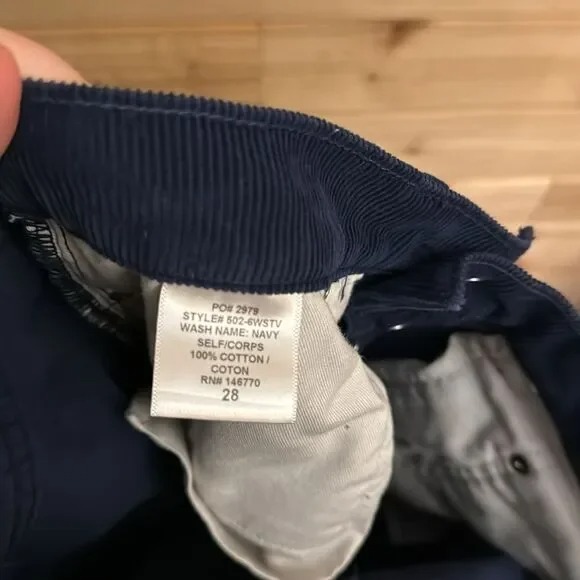 PO# 2979
STYLE# 502-6WSTV
WASH NAME: NAVY
SELF/CORPS
100% COTTON /
COTON
RN# 146770
28